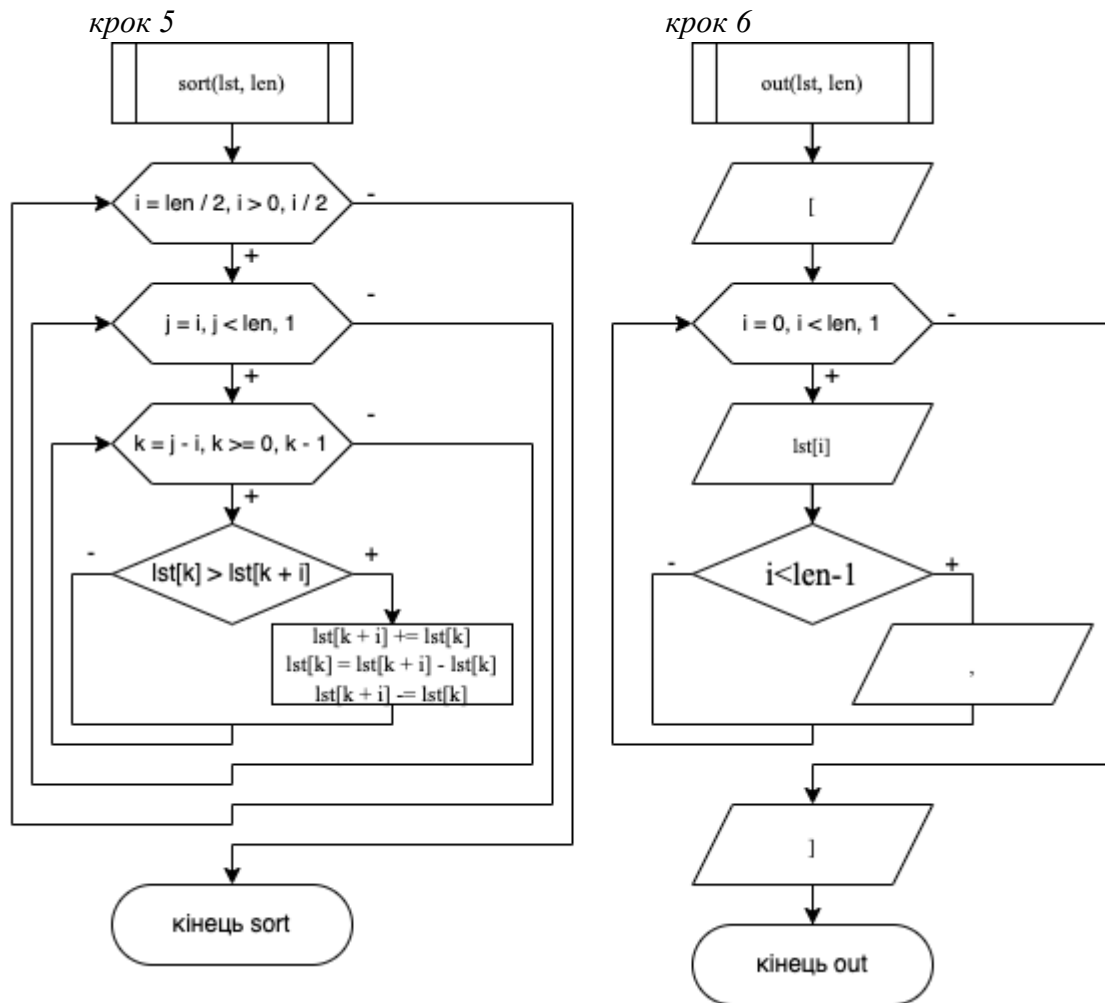 крок 5
sort(lst, len)
i = len / 2, i > 0, i / 2
-
+
j = i, j < len, 1
-
+
k = j - i, k >= 0, k - 1
-
+
lst[k] > lst[k + i]
-
+
lst[k + i] += lst[k]
lst[k] = lst[k + i] - lst[k]
lst[k + i] -= lst[k]
кінець sort
крок 6
out(lst, len)
[
i = 0, i < len, 1
-
+
lst[i]
i<len-1
-
+
,
]
кінець out